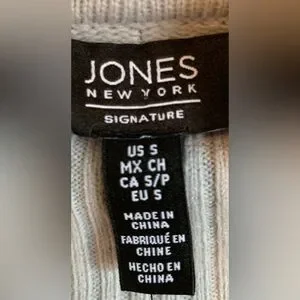 JONES
NEW YORK
SIGNATURE
US S
MX CH
CA S/P
EU S
MADE IN
CHINA
FABRIQUÉ EN
CHINE
HECHO EN
CHINA